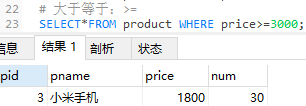 22 # 大于等于：>=
23 SELECT*FROM product WHERE price>=3000;
信息 结果 1 剖析 状态
pid pname price num
3 小米手机 1800 30